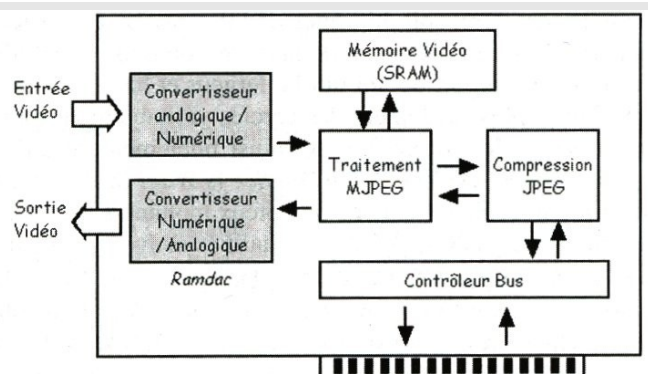 Mémoire Vidéo
(SRAM)
Entrée
Vidéo
Convertisseur
analogique /
Numérique
Traitement
MJPEG
Compression
JPEG
Sortie
Vidéo
Convertisseur
Numérique
/Analogique
Ramdac
Contrôleur Bus